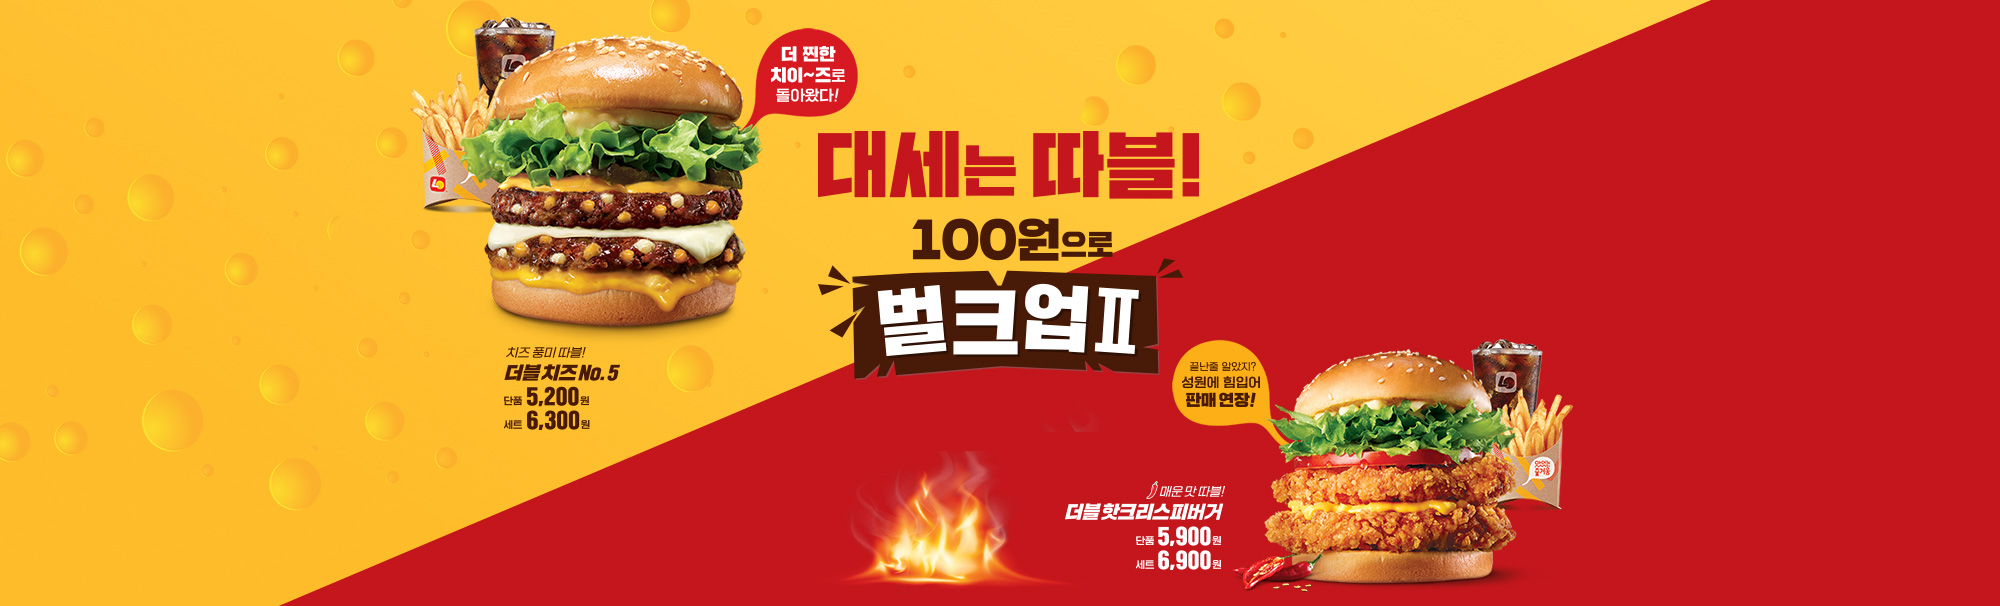 더 찐한
치이~즈로
돌아왔다!
대세는 따블!
100원으로
벌크업Ⅱ
치즈 풍미 따블!
더블치즈No.5
단품 5,200원
세트 6,300원
끝난줄 알았지?
성원에 힘입어
판매 연장!
매운 맛 따블!
더블핫크리스피버거
단품 5,900원
세트 6,900원